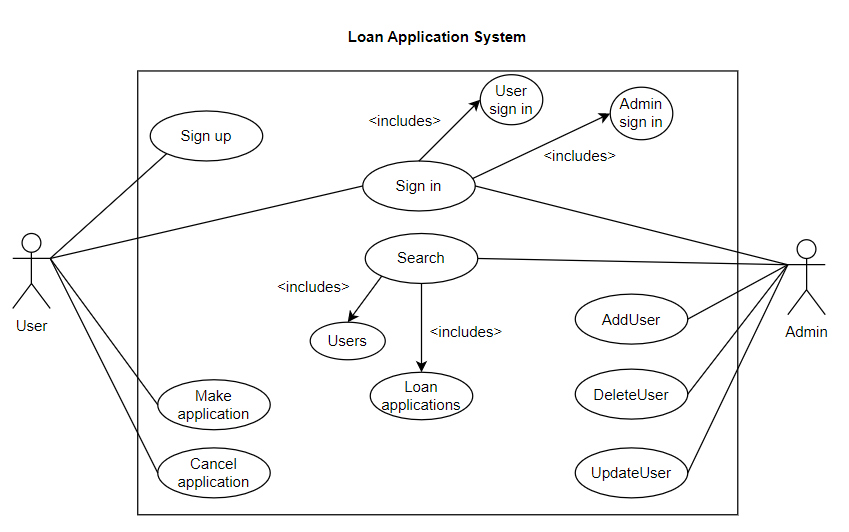 Loan Application System
User
sign in
Admin
sign in
<includes>
<includes>
Sign up
Sign in
Search
<includes>
<includes>
User
Admin
AddUser
Users
Make
application
Loan
applications
DeleteUser
Cancel
application
UpdateUser